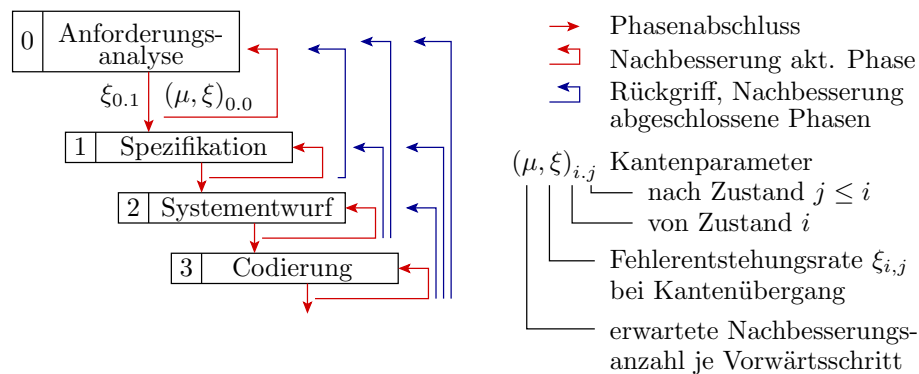 0 Anforderungs-
analyse
ξ0.1 (μ, ξ)0.0
1 Spezifikation
2 Systementwurf
3 Codierung
Phasenabschluss
Nachbesserung akt. Phase
Rückgriff, Nachbesserung
abgeschlossene Phasen
(μ, ξ)i.j Kantenparameter
nach Zustand j ≤ i
von Zustand i
Fehlerentstehungsrate ξi,j
bei Kantenübergang
erwartete Nachbesserungs-
anzahl je Vorwärtsschritt